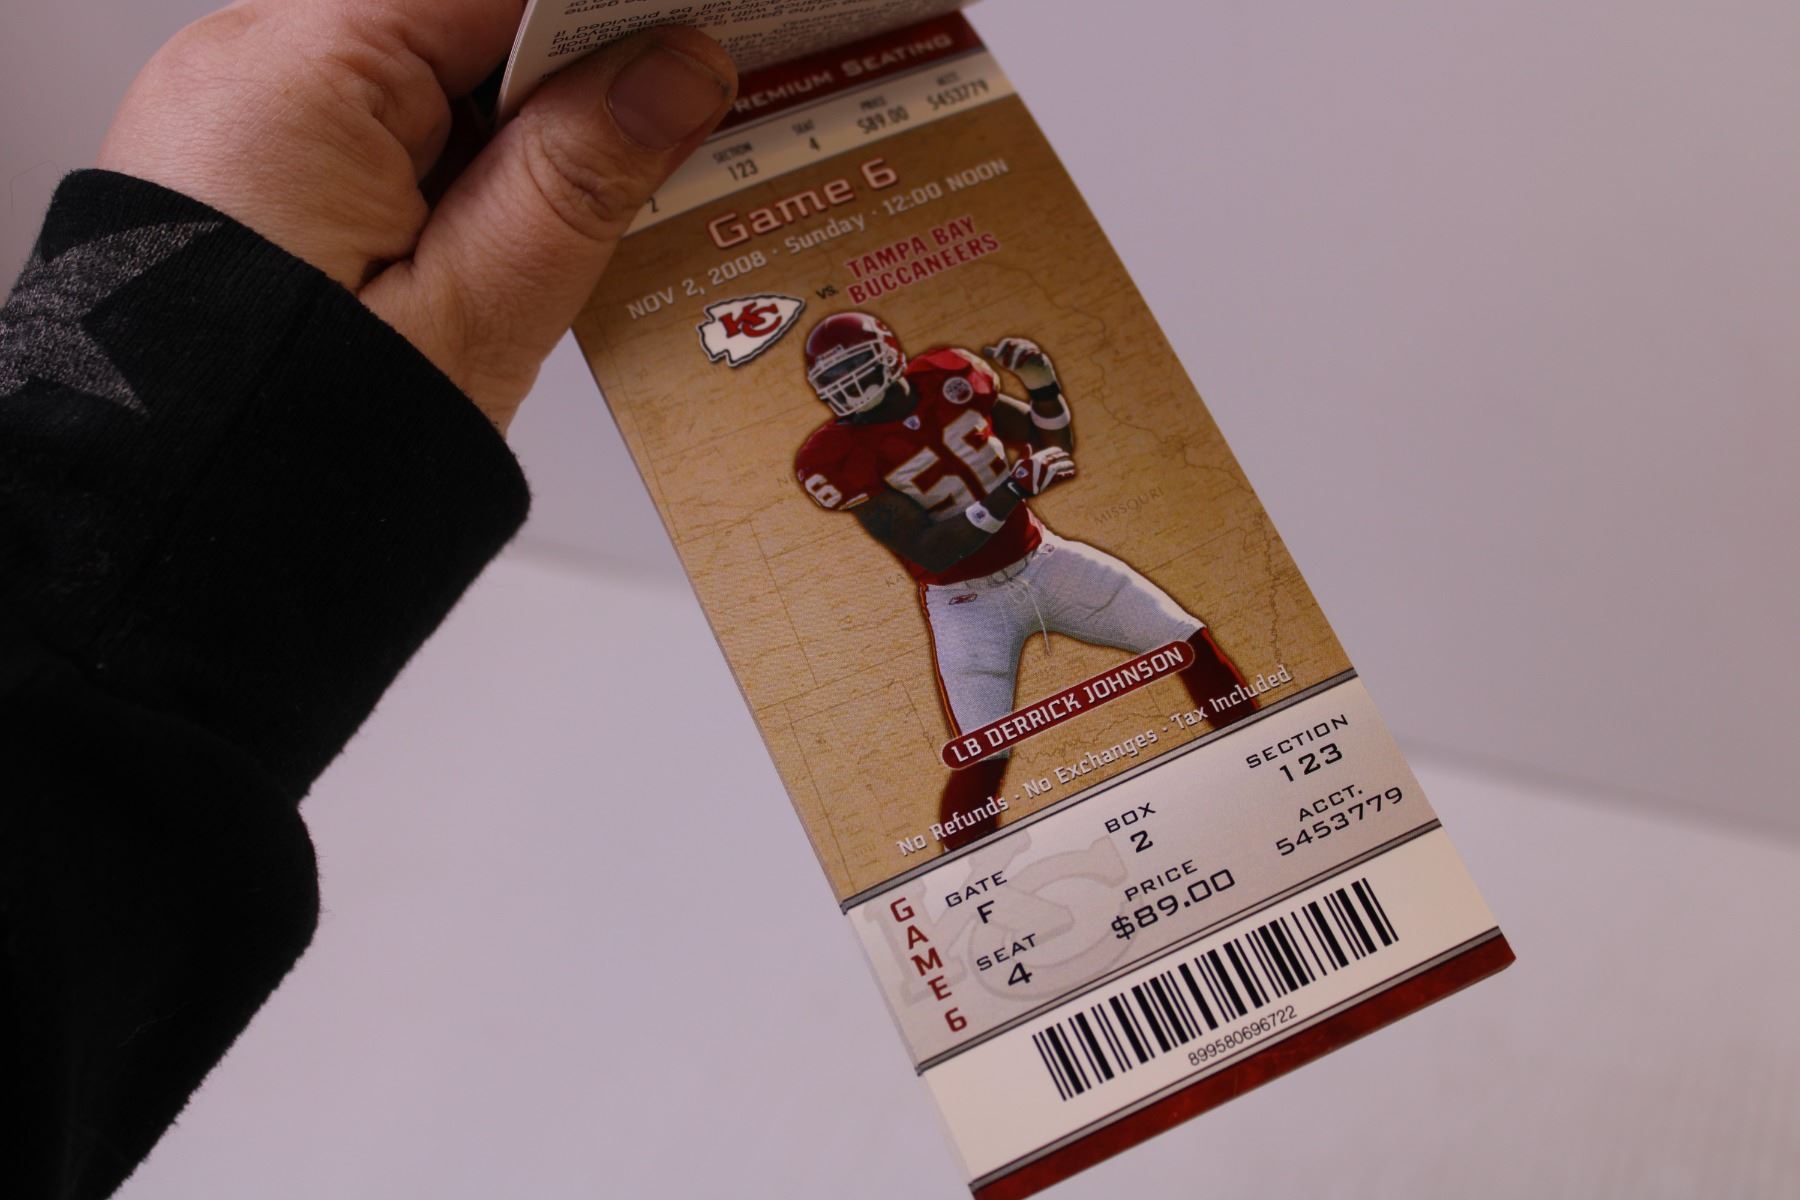 PREMIUM SEATING
SECTION SEAT PRICE ACCT.
2 123 4 $89.00 5453779
Game 6
NOV 2, 2008 · Sunday · 12:00 NOON
KC vs. TAMPA BAY
BUCCANEERS
56
6
MISSOURI
LB DERRICK JOHNSON
No Refunds · No Exchanges · Tax Included
GAME 6
GATE BOX SECTION
F 2 123
SEAT PRICE ACCT.
4 $89.00 5453779
899580696722